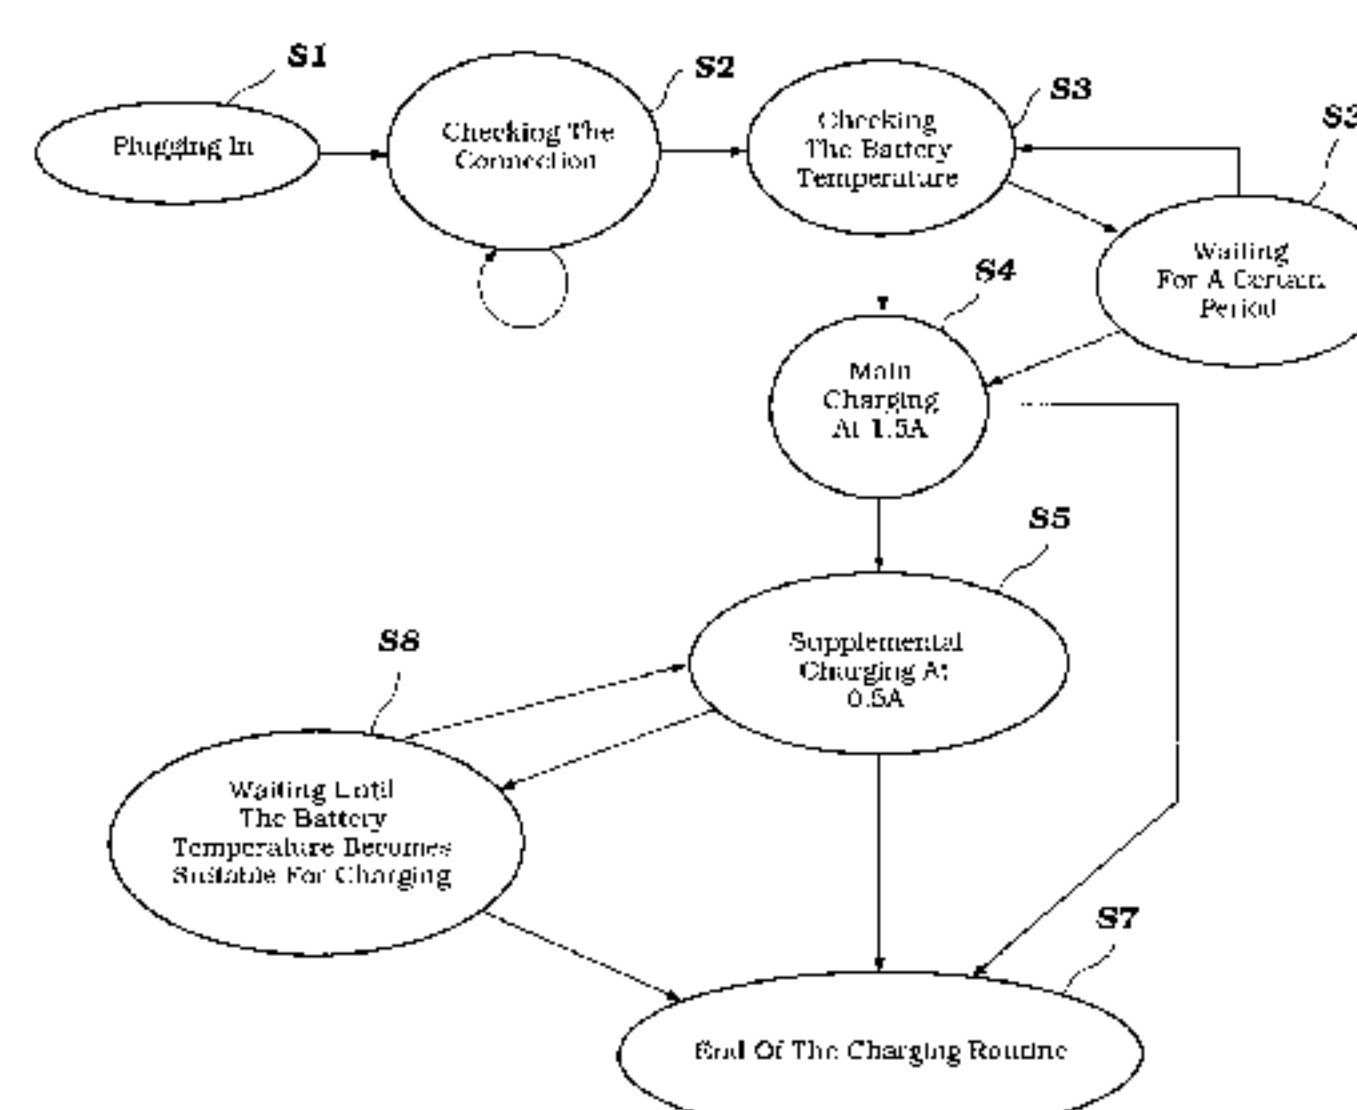 S1
Plugging In
S2
Checking The
Connection
S3
Checking
The Battery
Temperature
Waiting
For A Certain
Period
S4
Main
Charging
At 1.5A
S5
Supplemental
Charging At
0.5A
S8
Waiting Until
The Battery
Temperature Becomes
Suitable For Charging
S7
End Of The Charging Routine